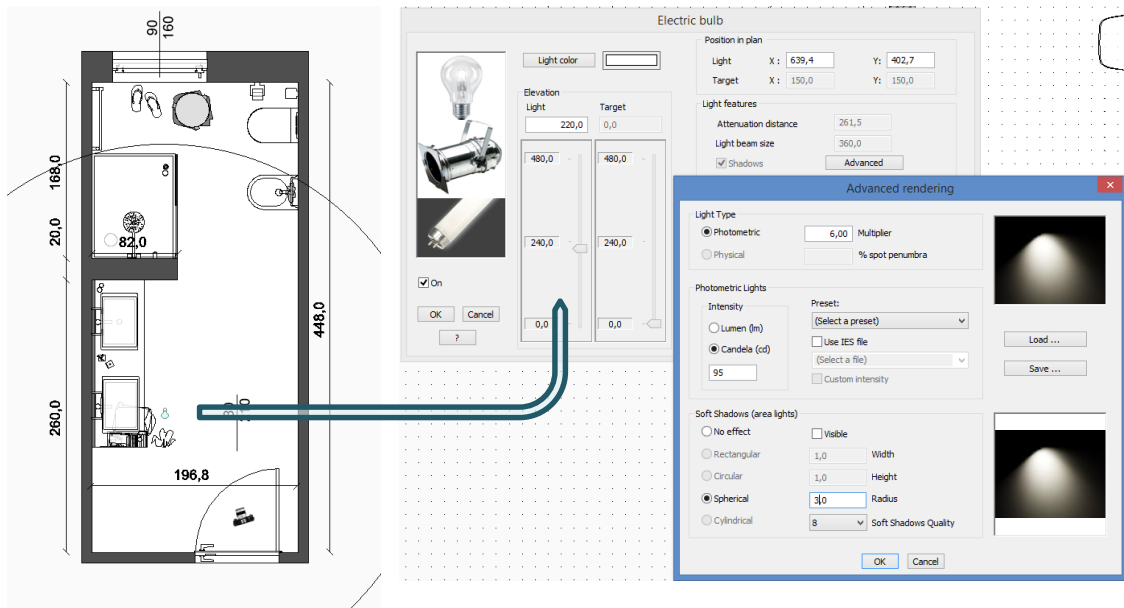 90
160
168,0
20,0
82,0
448,0
260,0
196,8
Electric bulb
Light color
Position in plan
Light X : 639,4 Y: 402,7
Target X : 150,0 Y: 150,0
Elevation
Light Target
220,0 0,0
480,0 480,0
240,0 240,0
0,0 0,0
Light features
Attenuation distance 261,5
Light beam size 360,0
Shadows Advanced
On
OK Cancel
?
Advanced rendering
Light Type
Photometric 6,00 Multiplier
Physical % spot penumbra
Photometric Lights
Intensity
Lumen (lm)
Candela (cd)
95
Preset:
(Select a preset)
Use IES file
(Select a file)
Custom intensity
Load ...
Save ...
Soft Shadows (area lights)
No effect Visible
Rectangular 1,0 Width
Circular 1,0 Height
Spherical 3,0 Radius
Cylindrical 8 Soft Shadows Quality
OK Cancel